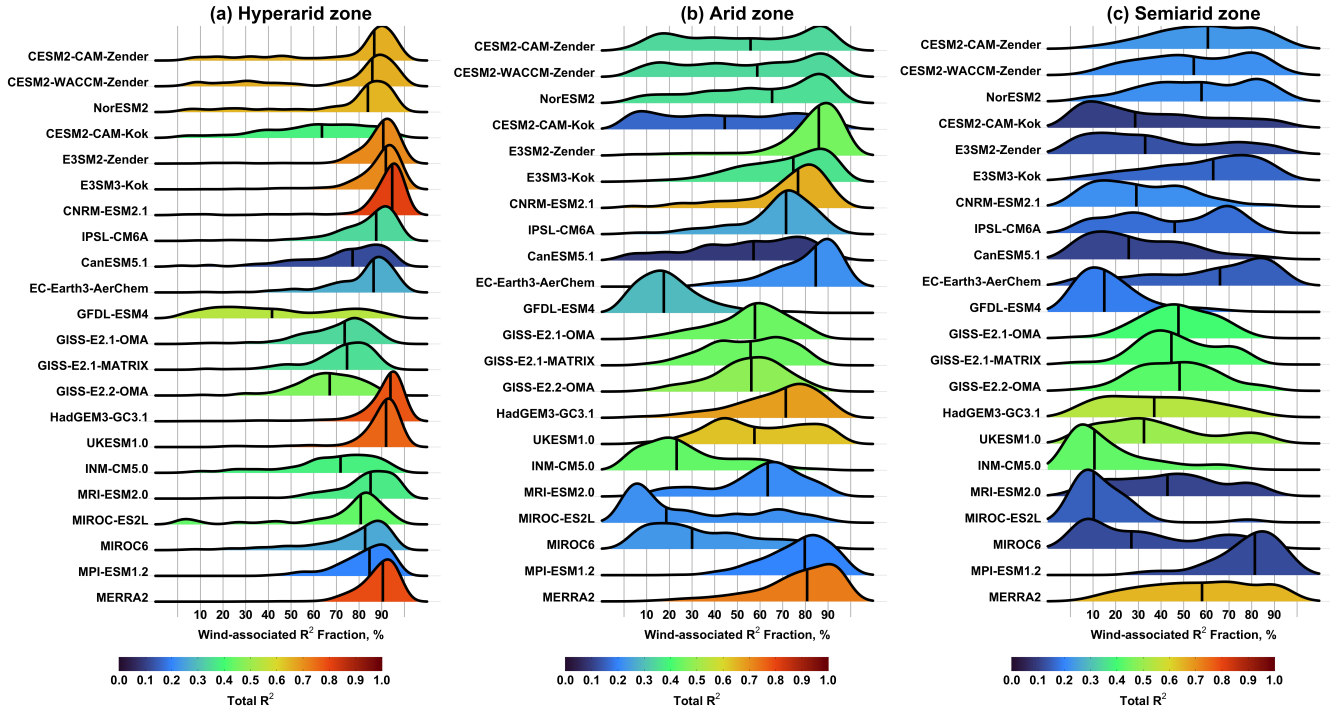 (a) Hyperarid zone
CESM2-CAM-Zender
CESM2-WACCM-Zender
NorESM2
CESM2-CAM-Kok
E3SM2-Zender
E3SM3-Kok
CNRM-ESM2.1
IPSL-CM6A
CanESM5.1
EC-Earth3-AerChem
GFDL-ESM4
GISS-E2.1-OMA
GISS-E2.1-MATRIX
GISS-E2.2-OMA
HadGEM3-GC3.1
UKESM1.0
INM-CM5.0
MRI-ESM2.0
MIROC-ES2L
MIROC6
MPI-ESM1.2
MERRA2
10 20 30 40 50 60 70 80 90
Wind-associated R² Fraction, %
0.0 0.1 0.2 0.3 0.4 0.5 0.6 0.7 0.8 0.9 1.0
Total R²
(b) Arid zone
CESM2-CAM-Zender
CESM2-WACCM-Zender
NorESM2
CESM2-CAM-Kok
E3SM2-Zender
E3SM3-Kok
CNRM-ESM2.1
IPSL-CM6A
CanESM5.1
EC-Earth3-AerChem
GFDL-ESM4
GISS-E2.1-OMA
GISS-E2.1-MATRIX
GISS-E2.2-OMA
HadGEM3-GC3.1
UKESM1.0
INM-CM5.0
MRI-ESM2.0
MIROC-ES2L
MIROC6
MPI-ESM1.2
MERRA2
10 20 30 40 50 60 70 80 90
Wind-associated R² Fraction, %
0.0 0.1 0.2 0.3 0.4 0.5 0.6 0.7 0.8 0.9 1.0
Total R²
(c) Semiarid zone
CESM2-CAM-Zender
CESM2-WACCM-Zender
NorESM2
CESM2-CAM-Kok
E3SM2-Zender
E3SM3-Kok
CNRM-ESM2.1
IPSL-CM6A
CanESM5.1
EC-Earth3-AerChem
GFDL-ESM4
GISS-E2.1-OMA
GISS-E2.1-MATRIX
GISS-E2.2-OMA
HadGEM3-GC3.1
UKESM1.0
INM-CM5.0
MRI-ESM2.0
MIROC-ES2L
MIROC6
MPI-ESM1.2
MERRA2
10 20 30 40 50 60 70 80 90
Wind-associated R² Fraction, %
0.0 0.1 0.2 0.3 0.4 0.5 0.6 0.7 0.8 0.9 1.0
Total R²